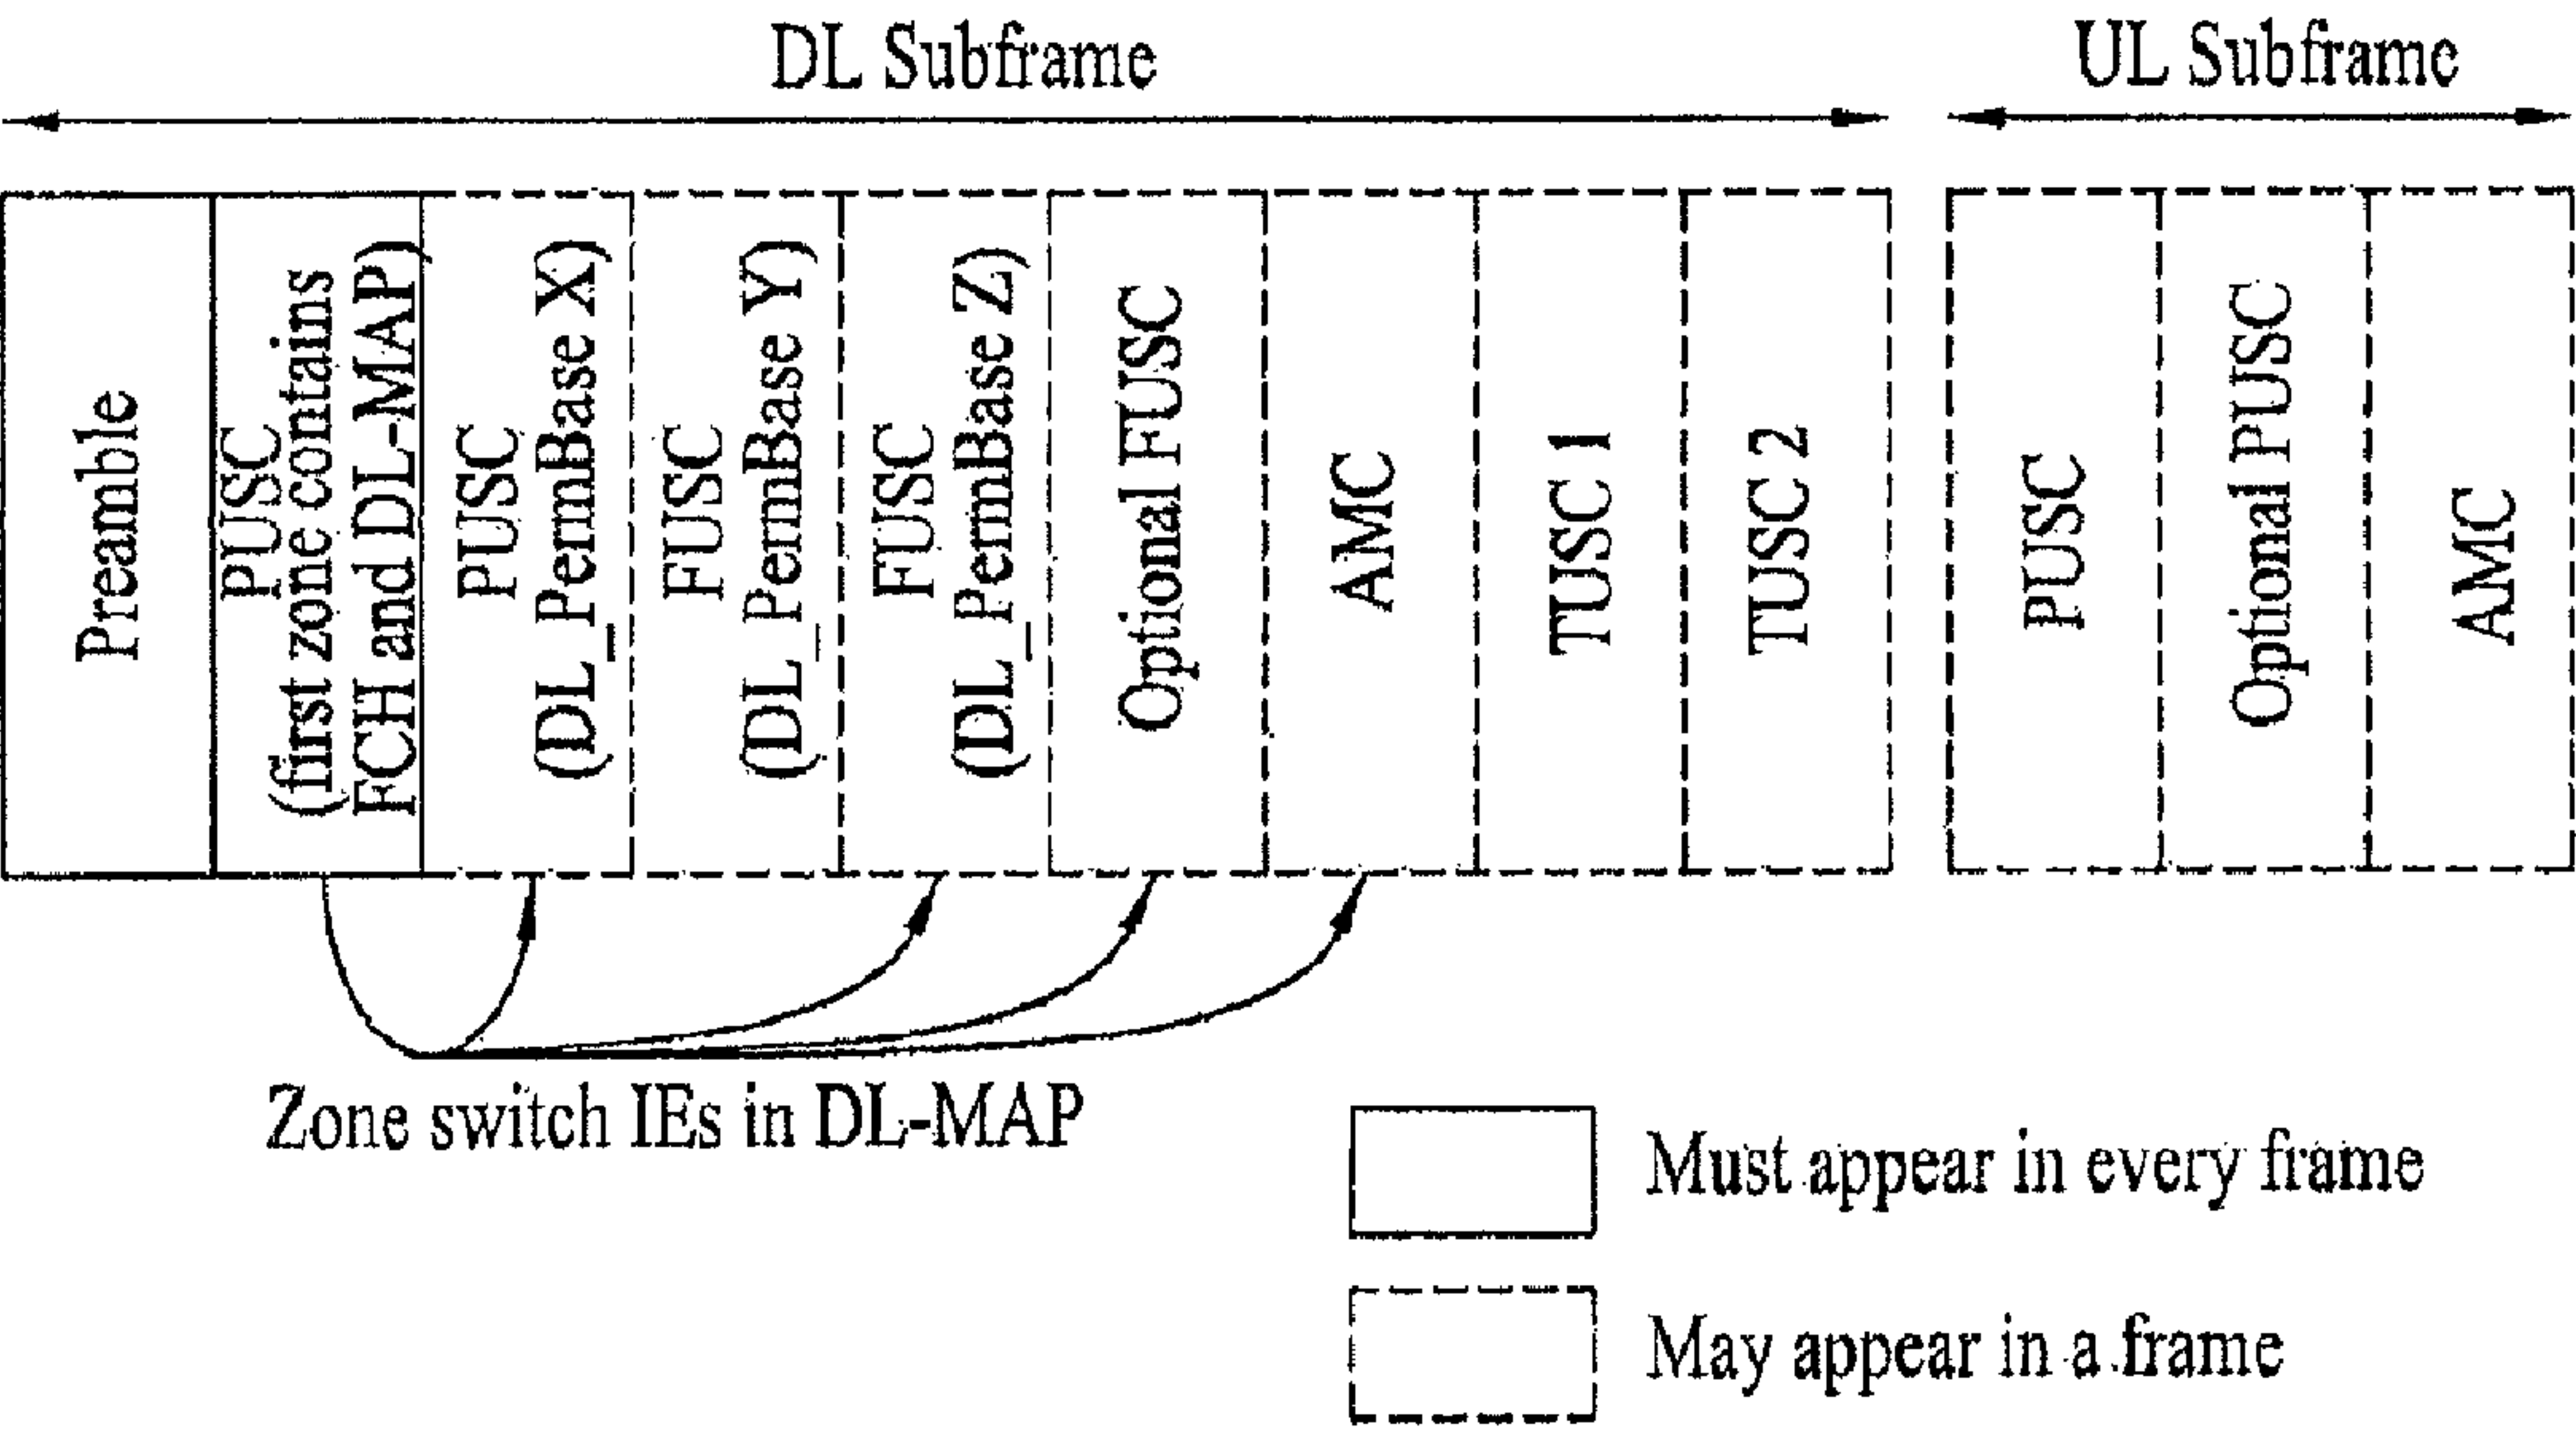 DL Subframe
UL Subframe
Preamble
PUSC
(first zone contains
FCH and DL-MAP)
PUSC
(DL_PermBase X)
FUSC
(DL_PermBase Y)
FUSC
(DL_PermBase Z)
Optional FUSC
AMC
TUSC 1
TUSC 2
PUSC
Optional PUSC
AMC
Zone switch IEs in DL-MAP
Must appear in every frame
May appear in a frame